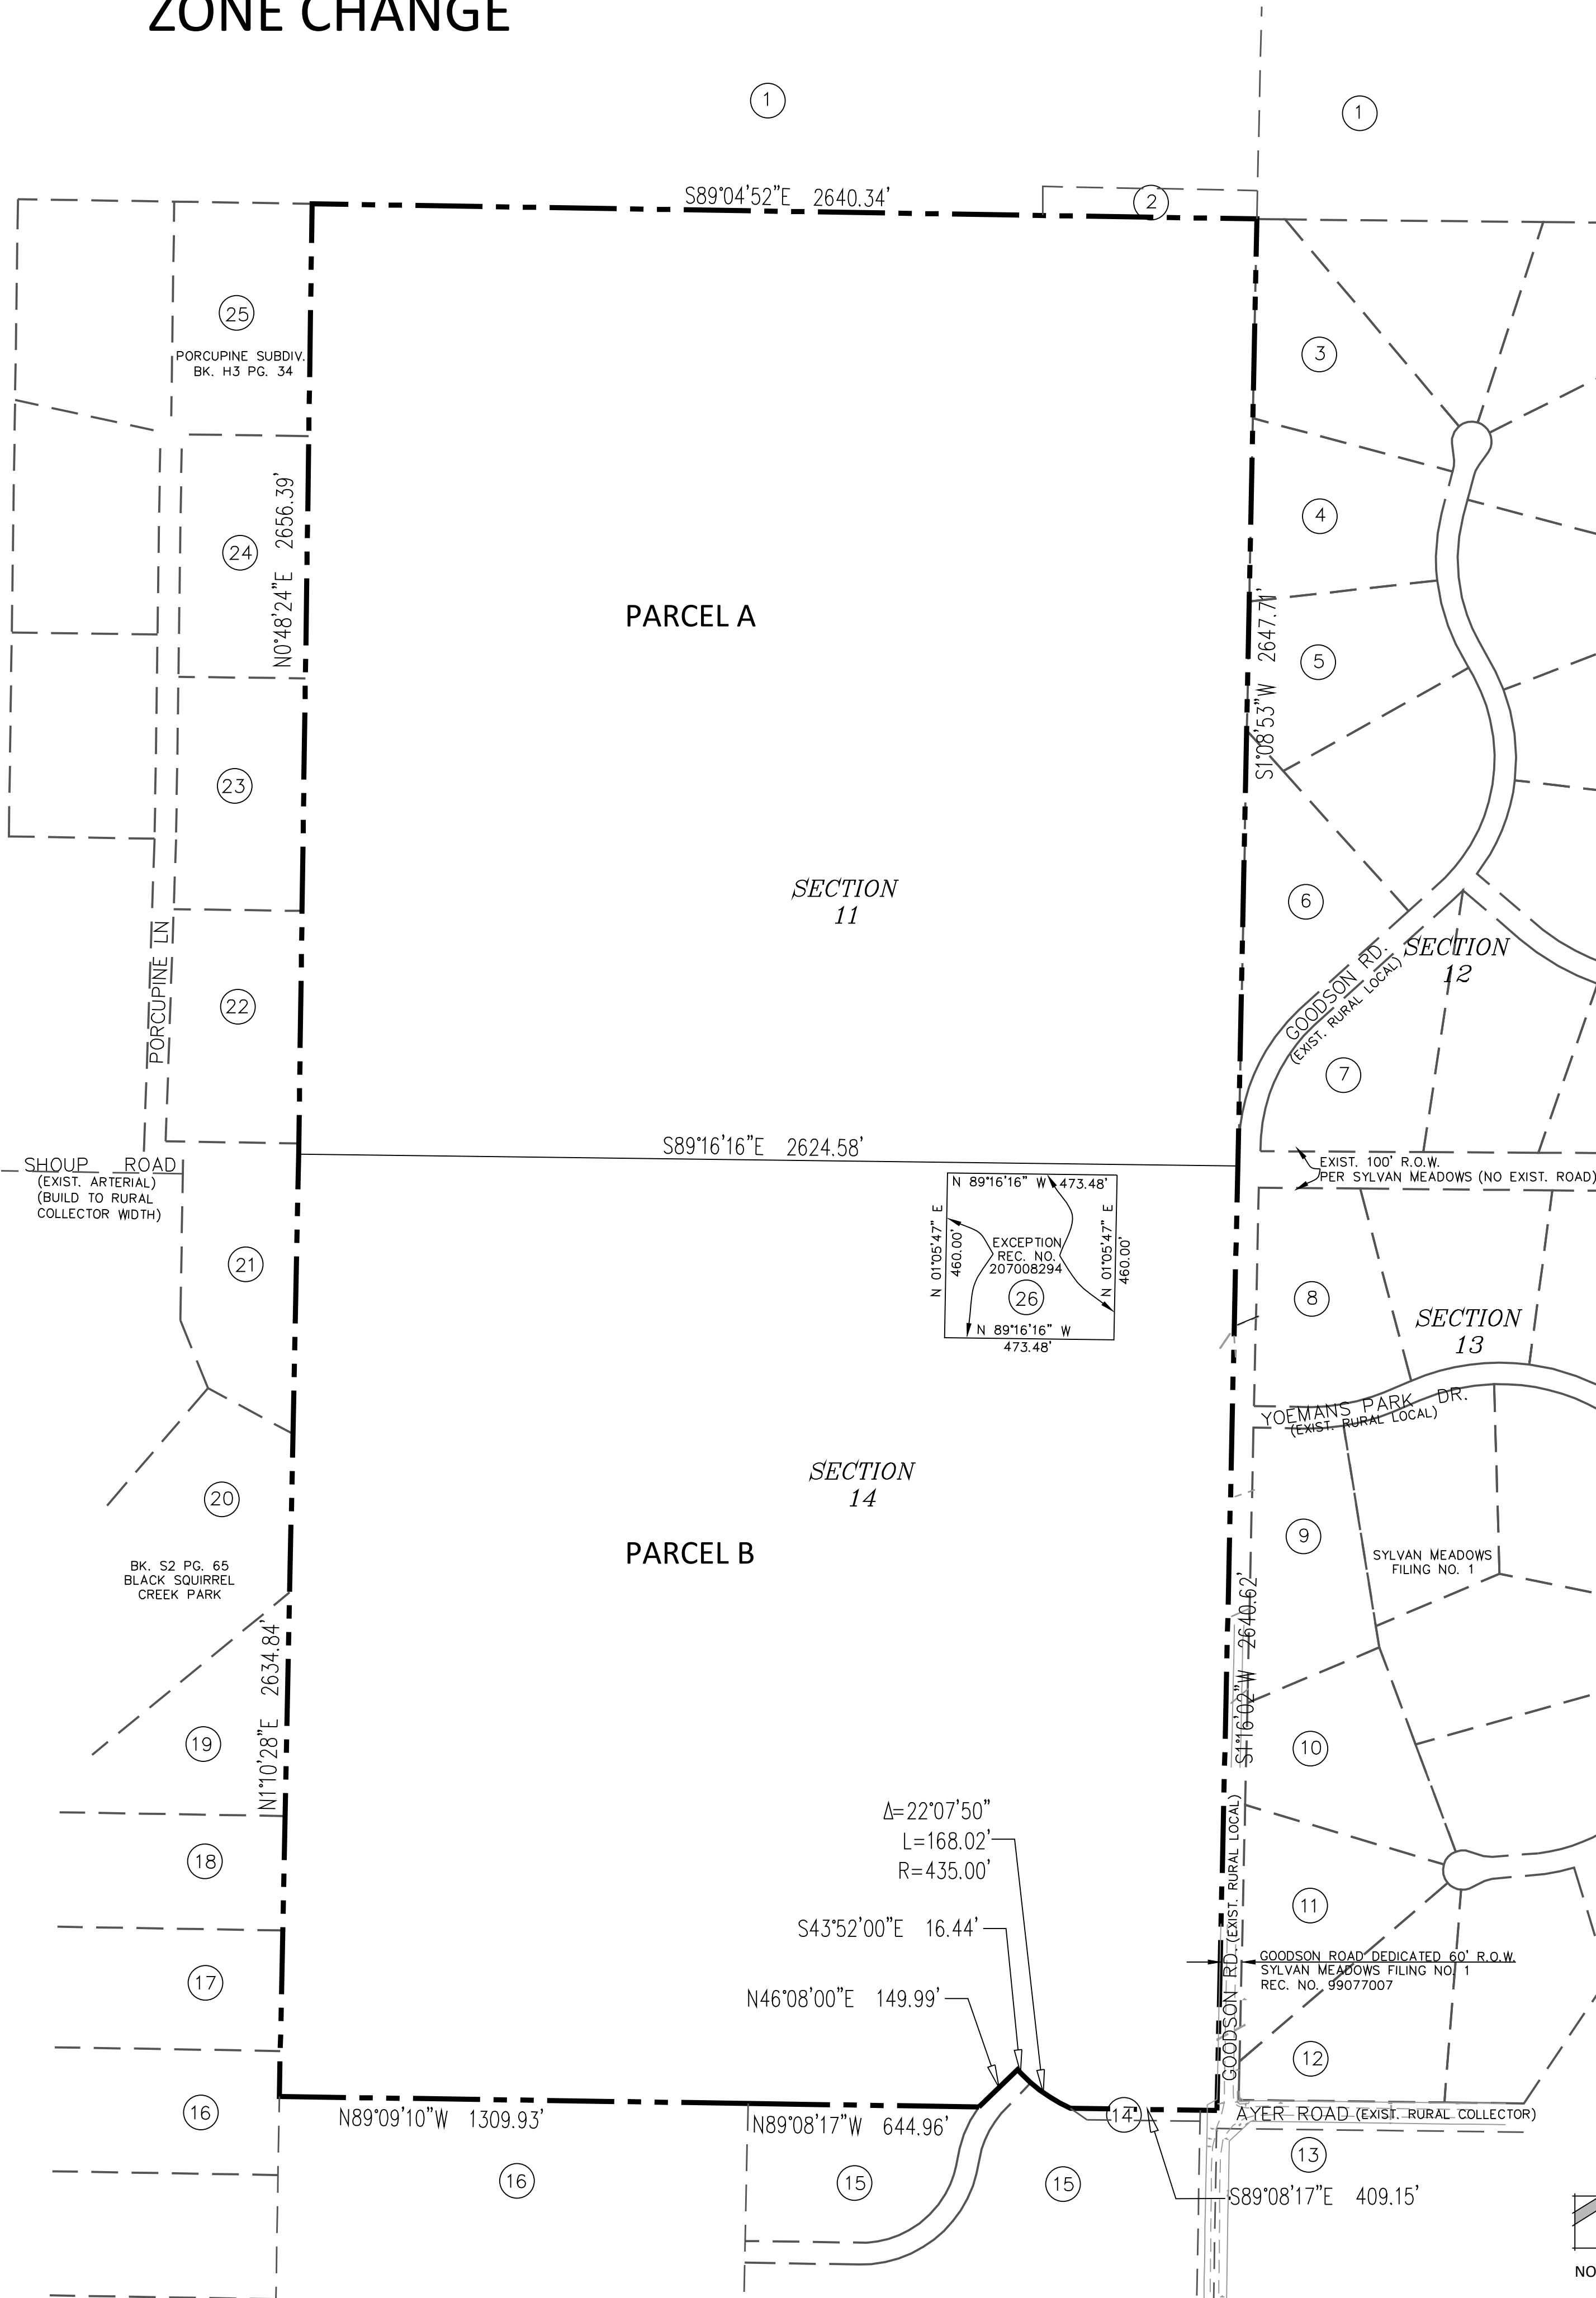 ZONE CHANGE
1
1
2
S89°04'52"E 2640.34'
25
PORCUPINE SUBDIV.
BK. H3 PG. 34
3
24
N0°48'24"E 2656.39'
4
PARCEL A
S1°08'53"W 2647.71'
5
23
SECTION
11
6
SECTION
12
GOODSON RD.
(EXIST. RURAL LOCAL)
PORCUPINE LN
22
7
S89°16'16"E 2624.58'
SHOUP ROAD
(EXIST. ARTERIAL)
(BUILD TO RURAL
COLLECTOR WIDTH)
EXIST. 100' R.O.W.
PER SYLVAN MEADOWS (NO EXIST. ROAD)
N 89°16'16" W 473.48'
N 01°05'47" E
460.00'
EXCEPTION
REC. NO.
207008294
26
N 01°05'47" E
460.00'
N 89°16'16" W
473.48'
21
8
SECTION
13
YOEMANS PARK DR.
(EXIST. RURAL LOCAL)
SECTION
14
20
9
PARCEL B
SYLVAN MEADOWS
FILING NO. 1
BK. S2 PG. 65
BLACK SQUIRREL
CREEK PARK
N1°10'28"E 2634.84'
S1°16'02"W 2640.62'
19
10
Δ=22°07'50"
L=168.02'
R=435.00'
18
11
S43°52'00"E 16.44'
GOODSON RD. (EXIST. RURAL LOCAL)
GOODSON ROAD DEDICATED 60' R.O.W.
SYLVAN MEADOWS FILING NO. 1
REC. NO. 99077007
17
N46°08'00"E 149.99'
12
16
N89°09'10"W 1309.93'
N89°08'17"W 644.96'
14
AYER ROAD (EXIST. RURAL COLLECTOR)
13
16
15
15
S89°08'17"E 409.15'
NO